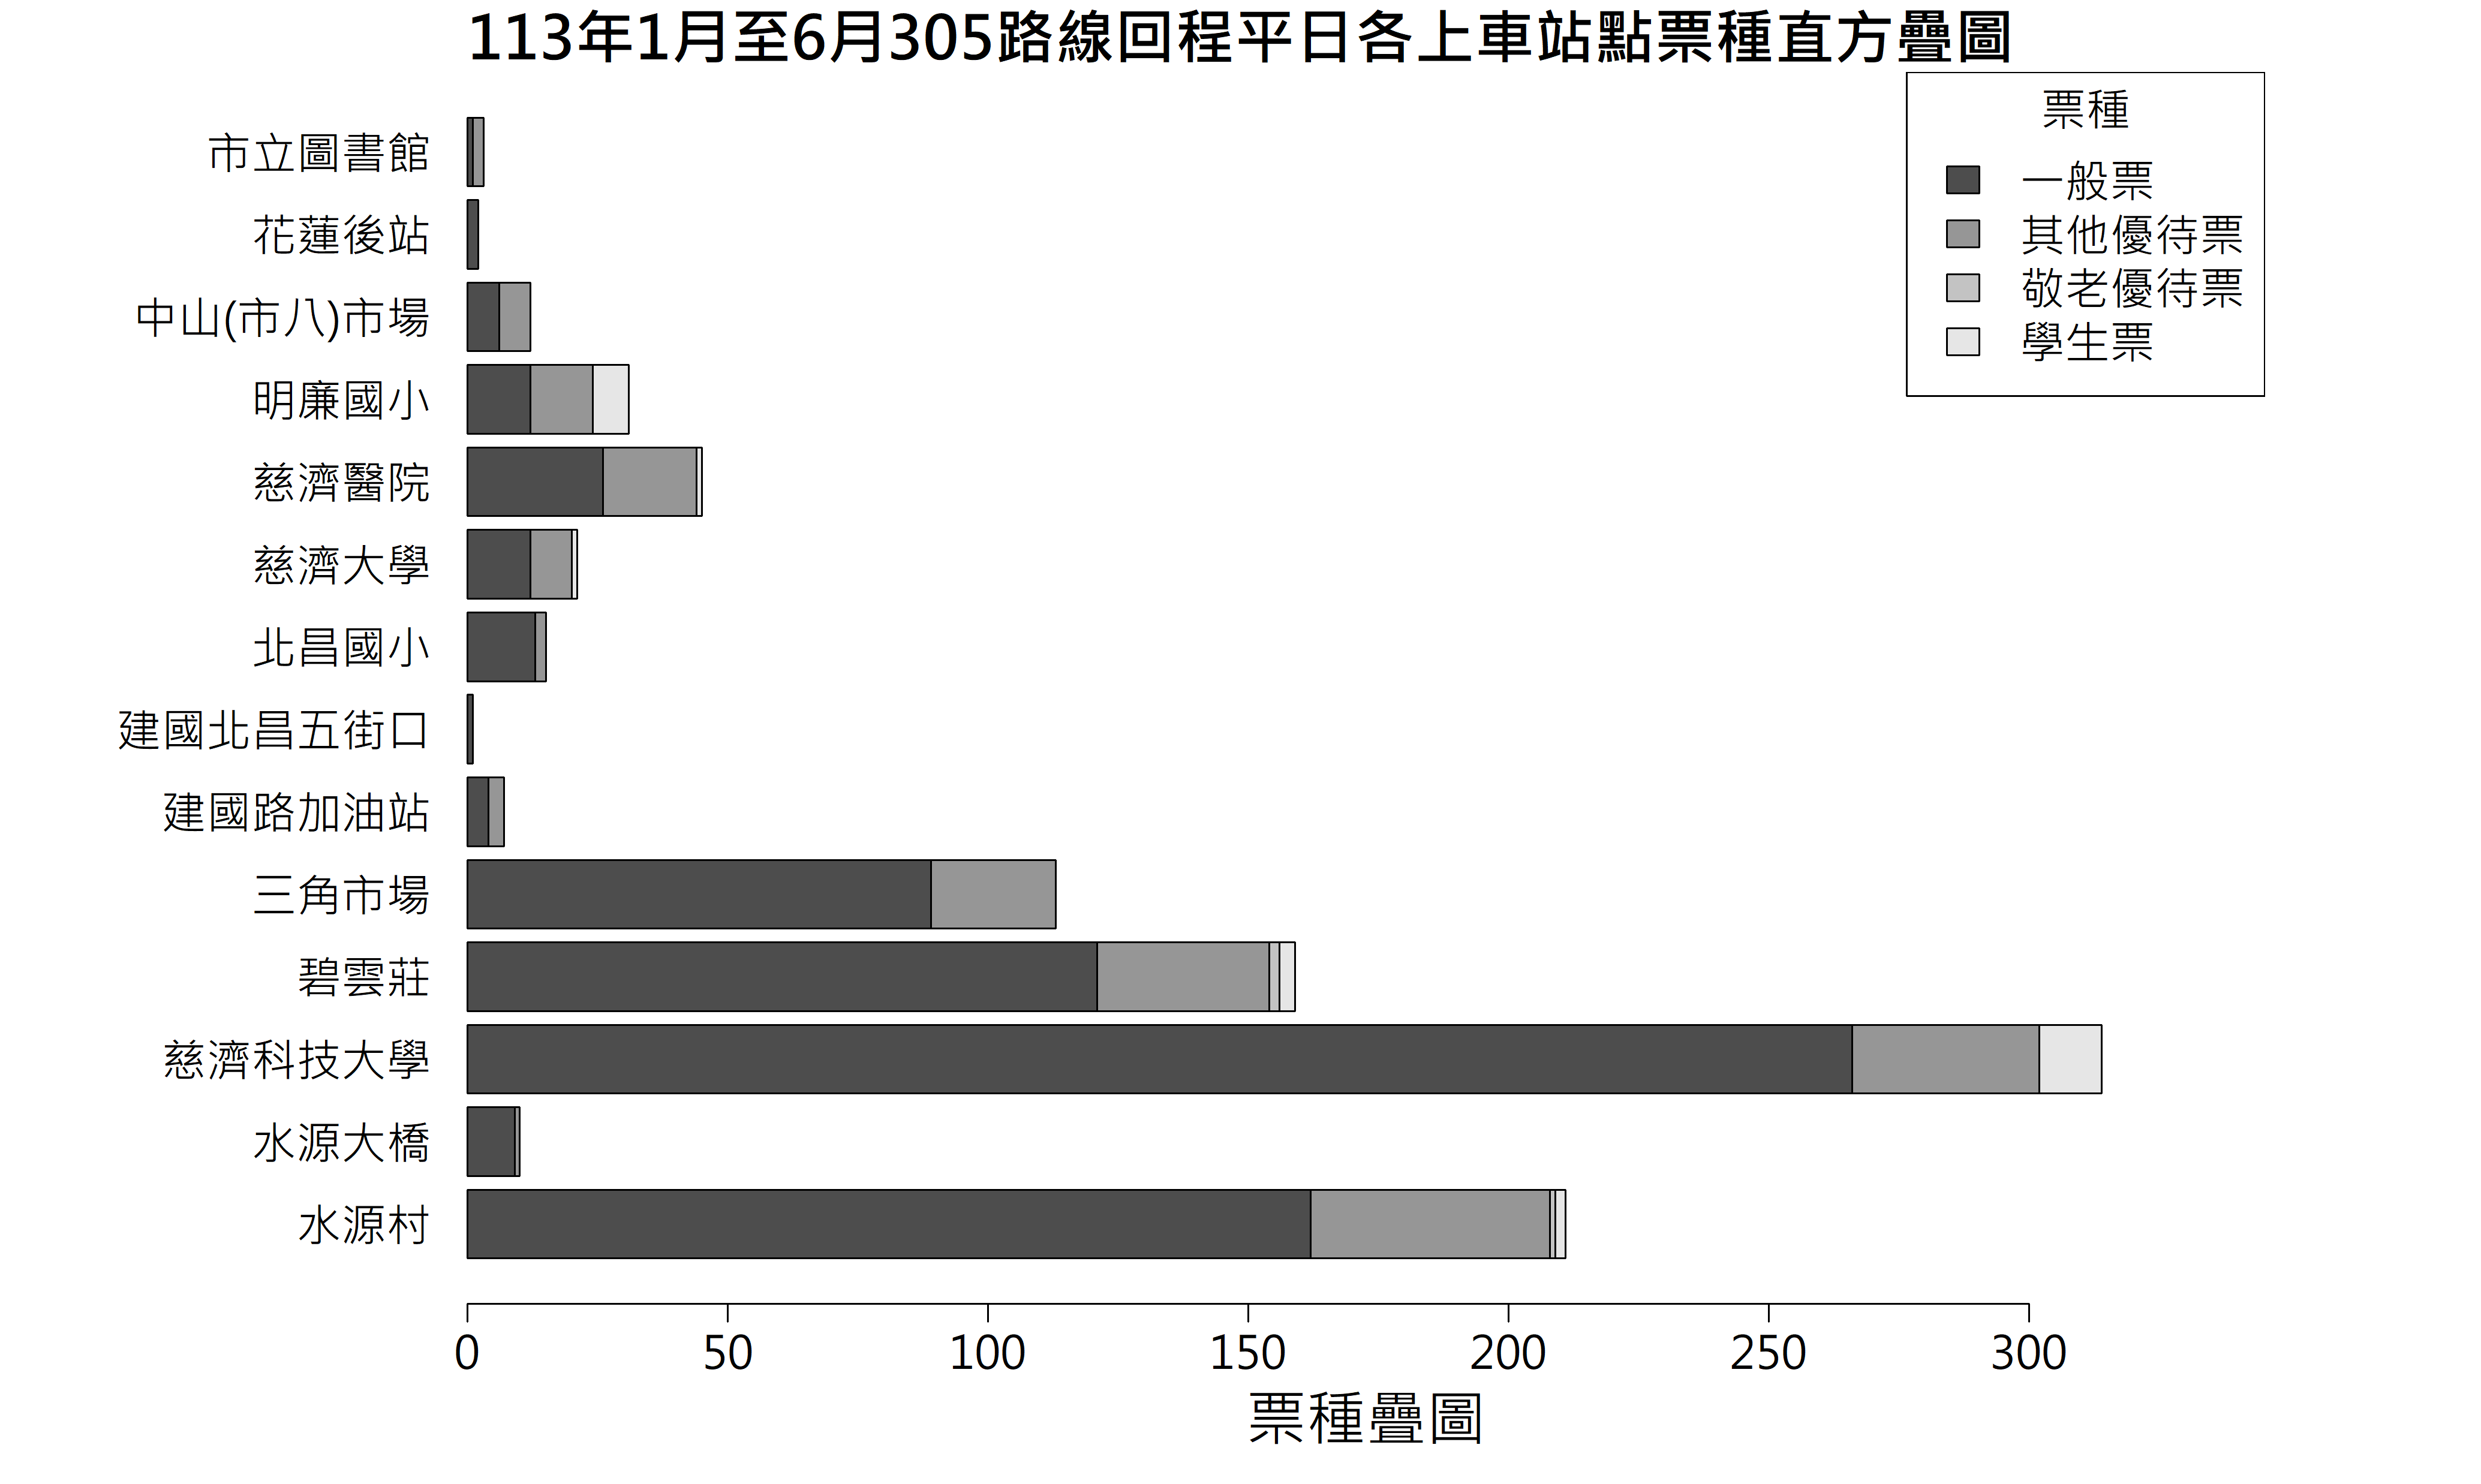 113年1月至6月305路線回程平日各上車站點票種直方疊圖
票種
一般票
其他優待票
敬老優待票
學生票
市立圖書館
花蓮後站
中山(市八)市場
明廉國小
慈濟醫院
慈濟大學
北昌國小
建國北昌五街口
建國路加油站
三角市場
碧雲莊
慈濟科技大學
水源大橋
水源村
0 50 100 150 200 250 300
票種疊圖